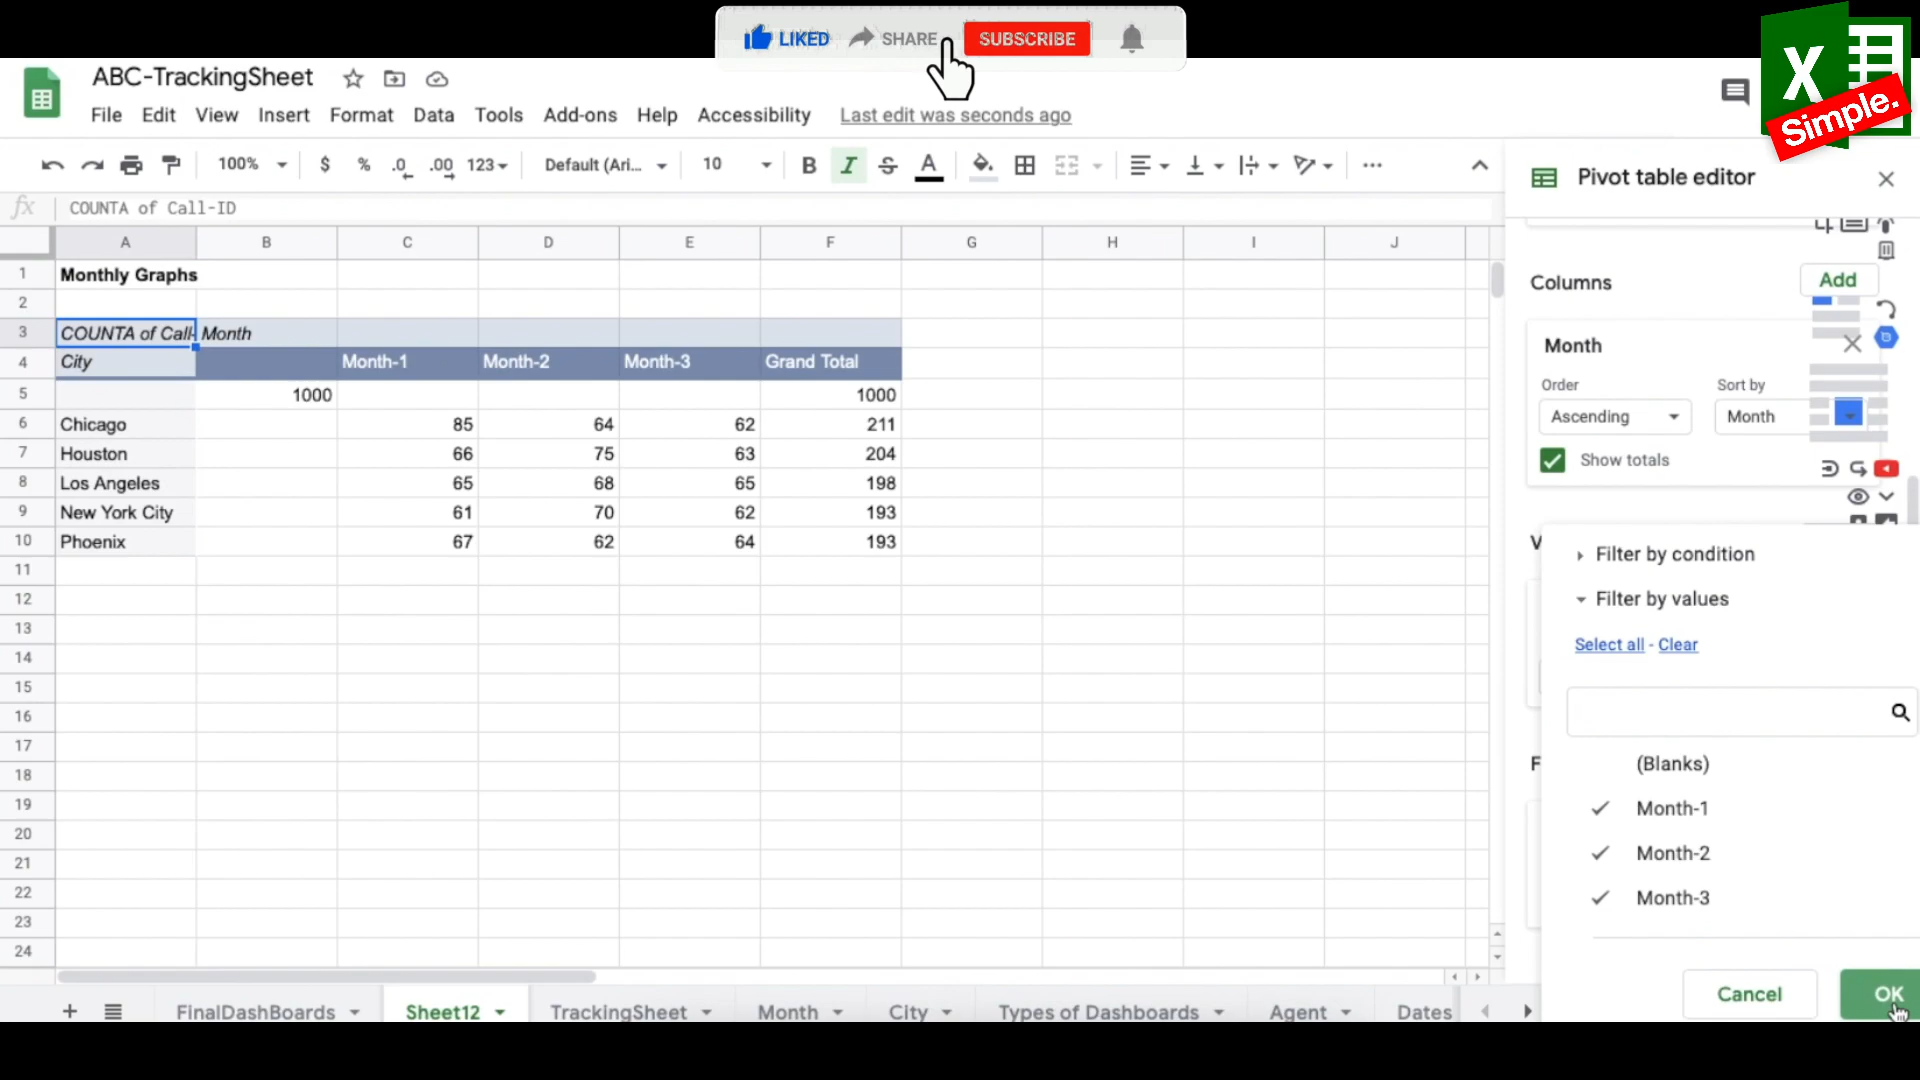 LIKED SHARE SUBSCRIBE
X Simple.
ABC-TrackingSheet
File Edit View Insert Format Data Tools Add-ons Help Accessibility Last edit was seconds ago
100% $ % .0 .00 123 Default (Ari... 10 B I S A ...
Pivot table editor
fx COUNTA of Call-ID
A B C D E F G H I J
1 Monthly Graphs
2
3 COUNTA of Call- Month
4 City Month-1 Month-2 Month-3 Grand Total
5 1000 1000
6 Chicago 85 64 62 211
7 Houston 66 75 63 204
8 Los Angeles 65 68 65 198
9 New York City 61 70 62 193
10 Phoenix 67 62 64 193
11
12
13
14
15
16
17
18
19
20
21
22
23
24
Columns Add
Month
Order Sort by
Ascending Month
Show totals
V
Filter by condition
Filter by values
Select all - Clear
F
(Blanks)
Month-1
Month-2
Month-3
Cancel OK
FinalDashBoards Sheet12 TrackingSheet Month City Types of Dashboards Agent Dates